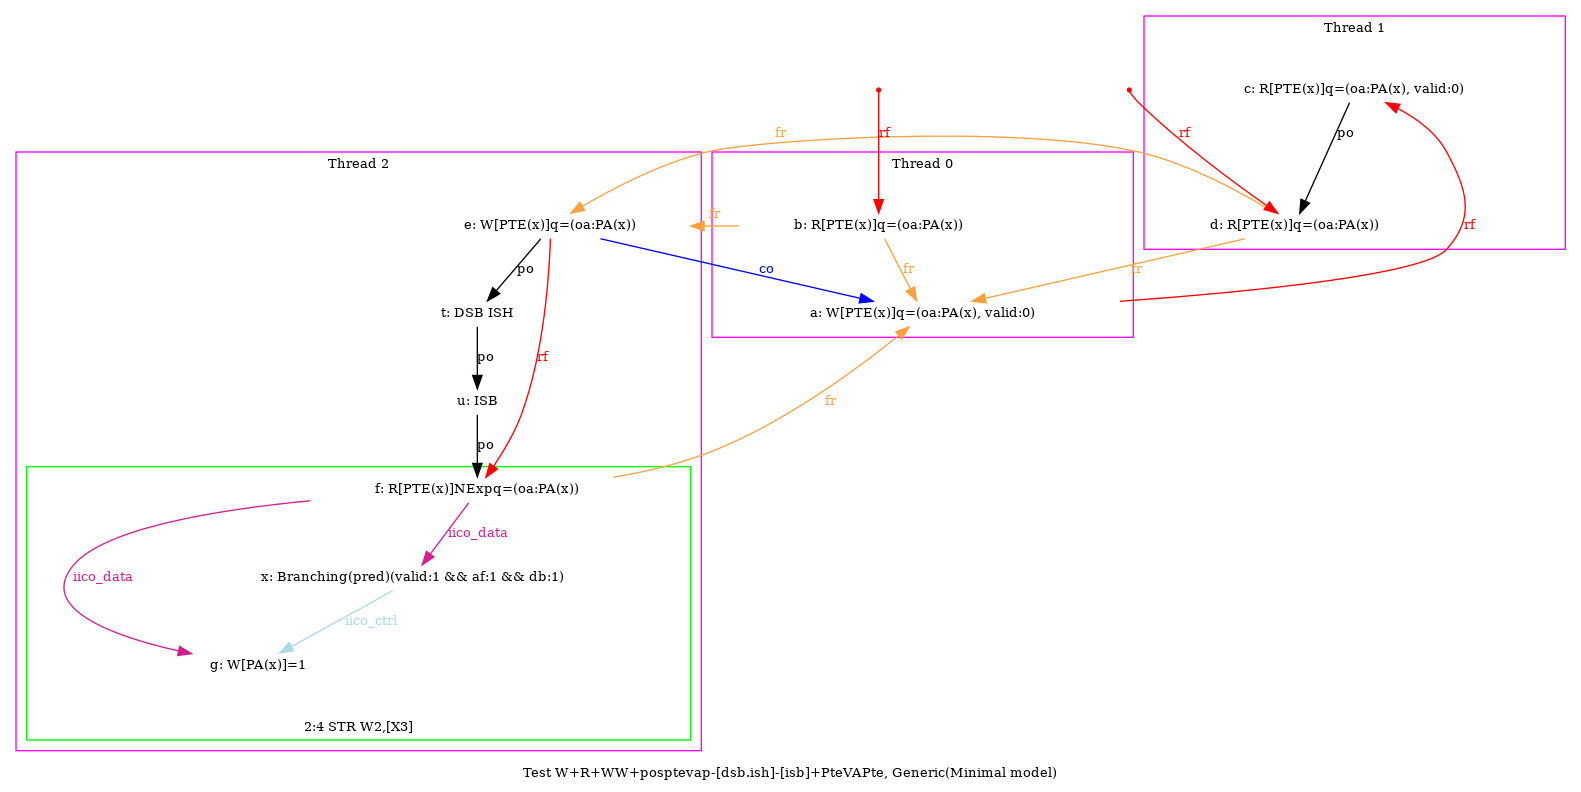 Thread 1
c: R[PTE(x)]q=(oa:PA(x), valid:0)
rf
rf
fr
po
Thread 2
Thread 0
fr
e: W[PTE(x)]q=(oa:PA(x))
b: R[PTE(x)]q=(oa:PA(x))
d: R[PTE(x)]q=(oa:PA(x))
rf
po
co
fr
fr
t: DSB ISH
a: W[PTE(x)]q=(oa:PA(x), valid:0)
po
rf
u: ISB
fr
po
f: R[PTE(x)]NExpq=(oa:PA(x))
iico_data
iico_data
x: Branching(pred)(valid:1 && af:1 && db:1)
iico_ctrl
g: W[PA(x)]=1
2:4 STR W2,[X3]
Test W+R+WW+posptevap-[dsb.ish]-[isb]+PteVAPte, Generic(Minimal model)